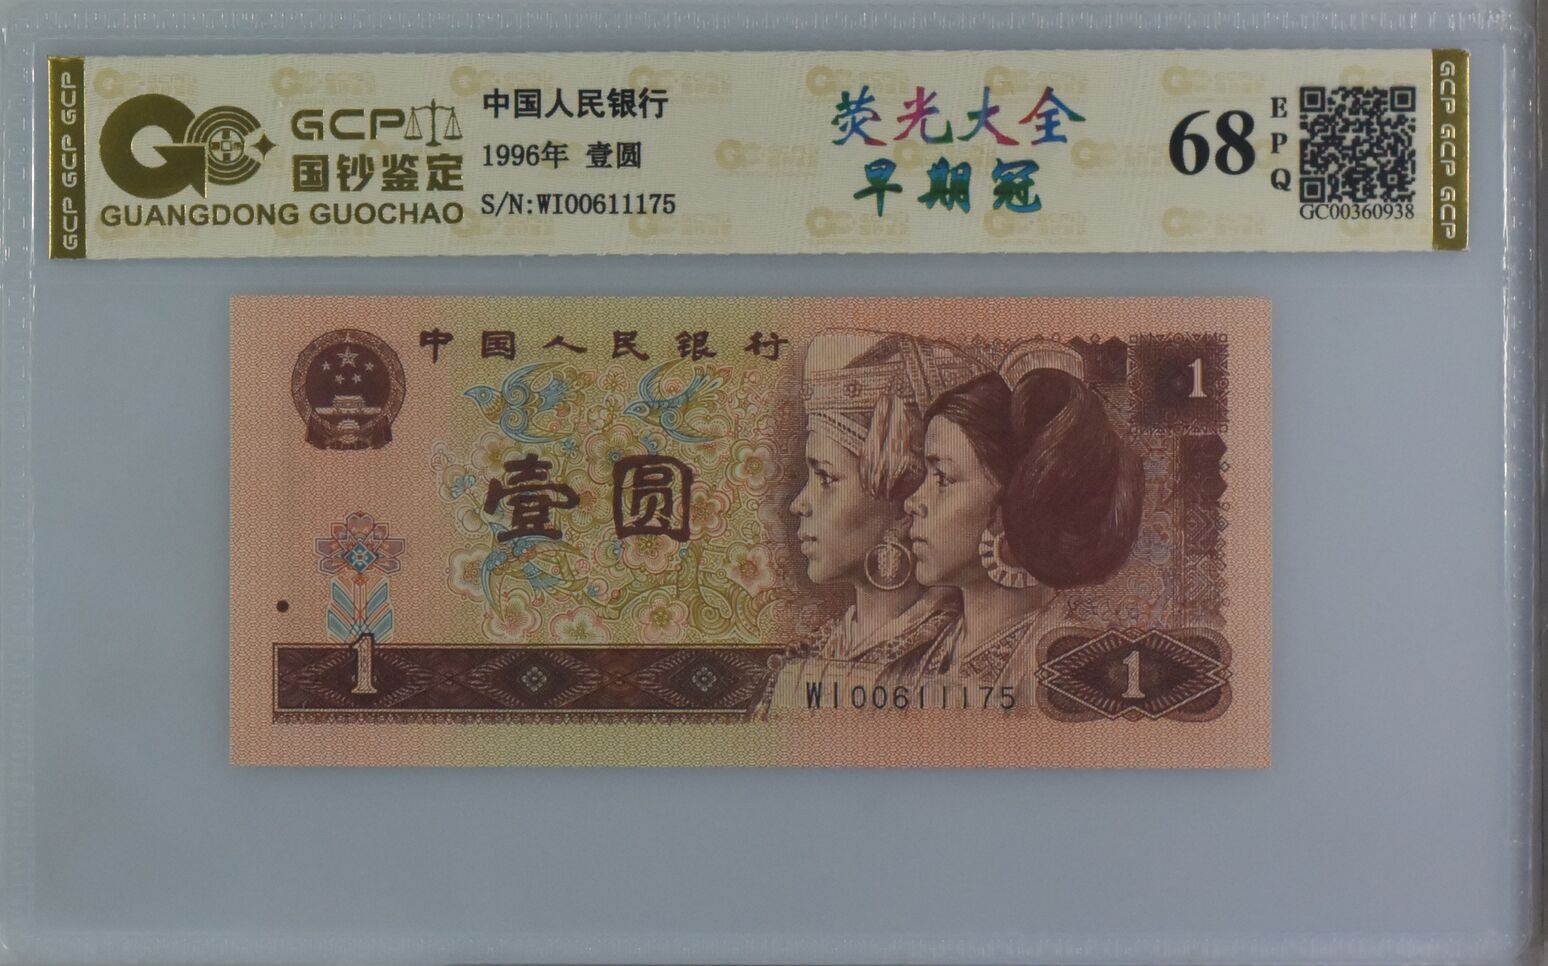 GCP GCP GCP
GCP
国钞鉴定
GUANGDONG GUOCHAO
中国人民银行
1996年 壹圆
S/N:WI00611175
荧光大全
早期冠
68
EPQ
GC00360938
GCP GCP GCP
中国人民银行
1
壹圆
1
WI00611175
1